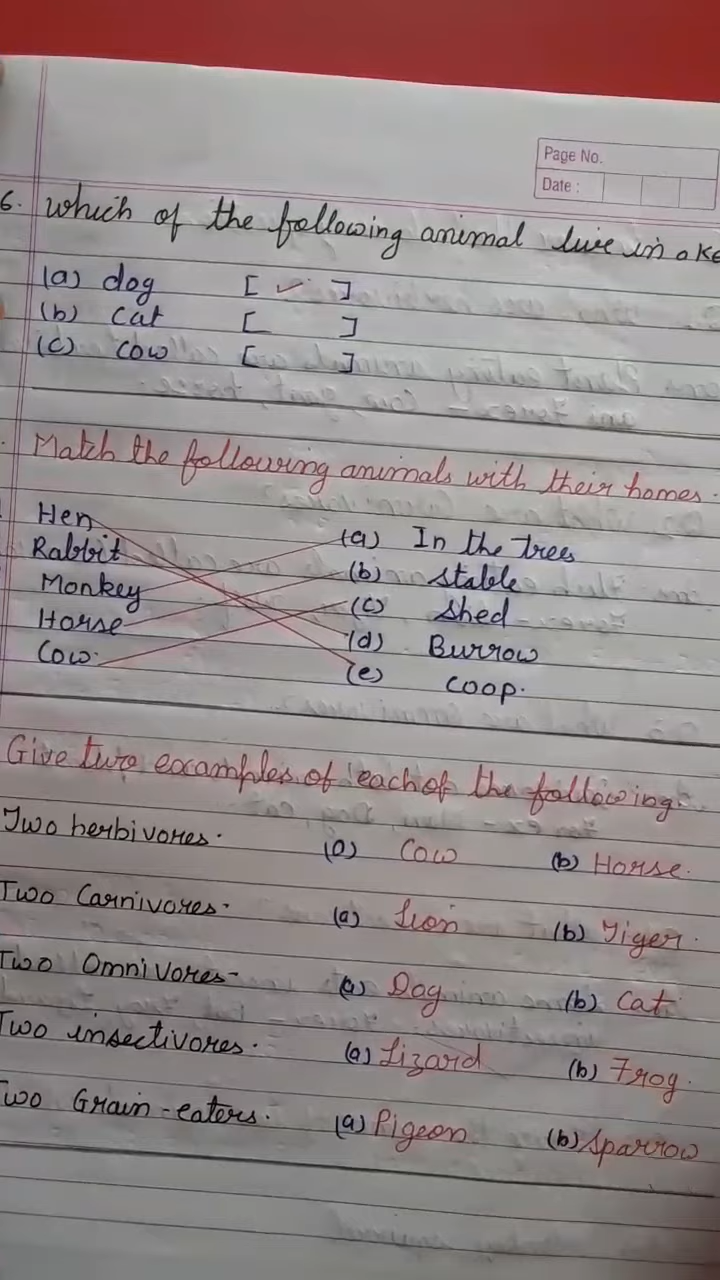 Page No.
Date :
6. Which of the following animal live in a ke
(a) dog [ ✓ ]
(b) cat [ ]
(c) cow [ ]
Match the following animals with their homes.
Hen (a) In the trees
Rabbit (b) stable
Monkey (c) shed
Horse (d) Burrow
Cow (e) coop.
Give two examples of each of the following.
Two herbivores. (a) Cow (b) Horse.
Two Carnivores. (a) Lion (b) Tiger.
Two Omnivores- (a) Dog (b) Cat
Two insectivores. (a) Lizard (b) Frog.
Two Grain-eaters. (a) Pigeon (b) Sparrow